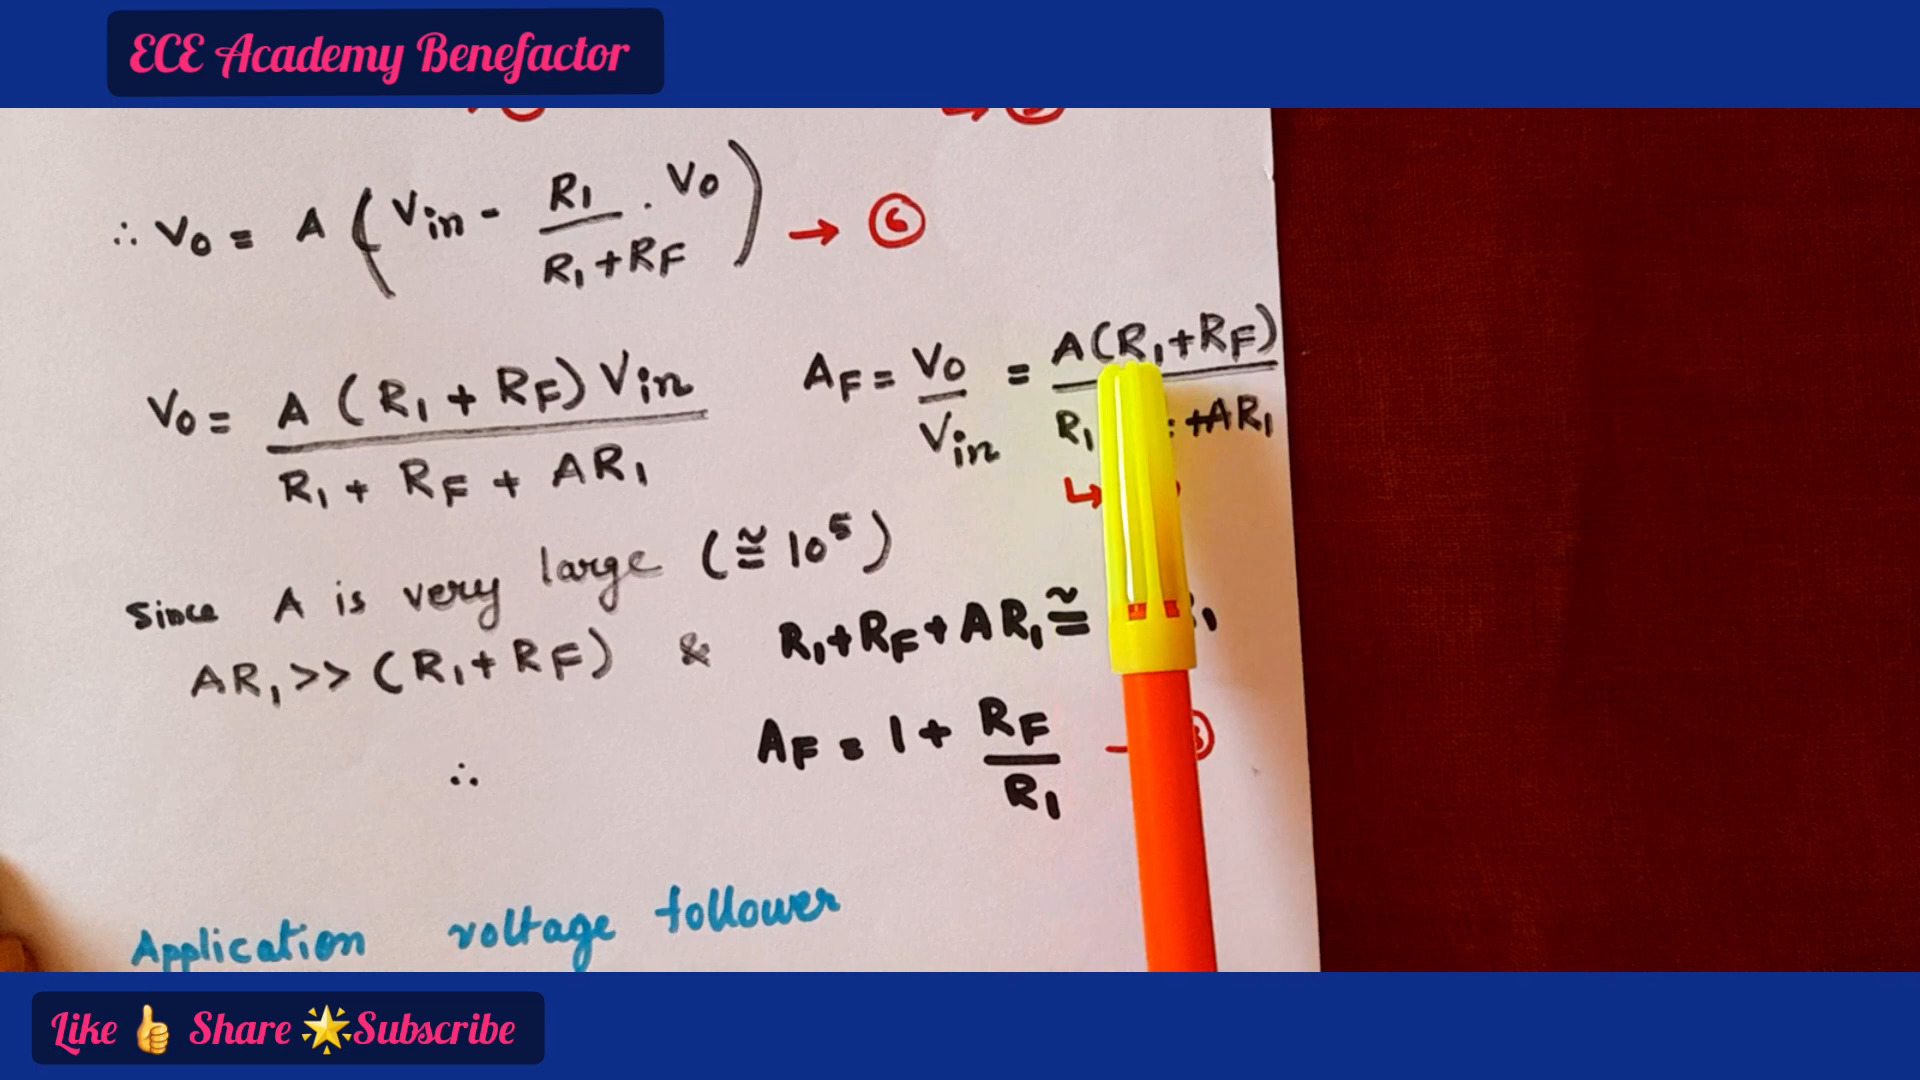 ECE Academy Benefactor
∴ Vo = A (Vin - R1/(R1+RF) . Vo) → 6
Vo = A (R1 + RF) Vin / (R1 + RF + AR1)
AF = Vo/Vin = A(R1+RF) / R1 +AR1
Since A is very large (≅ 10^5)
AR1 >> (R1+RF) & R1+RF+AR1 ≅
∴ AF = 1 + RF/R1
Application voltage follower
Like 👍 Share 🌟Subscribe